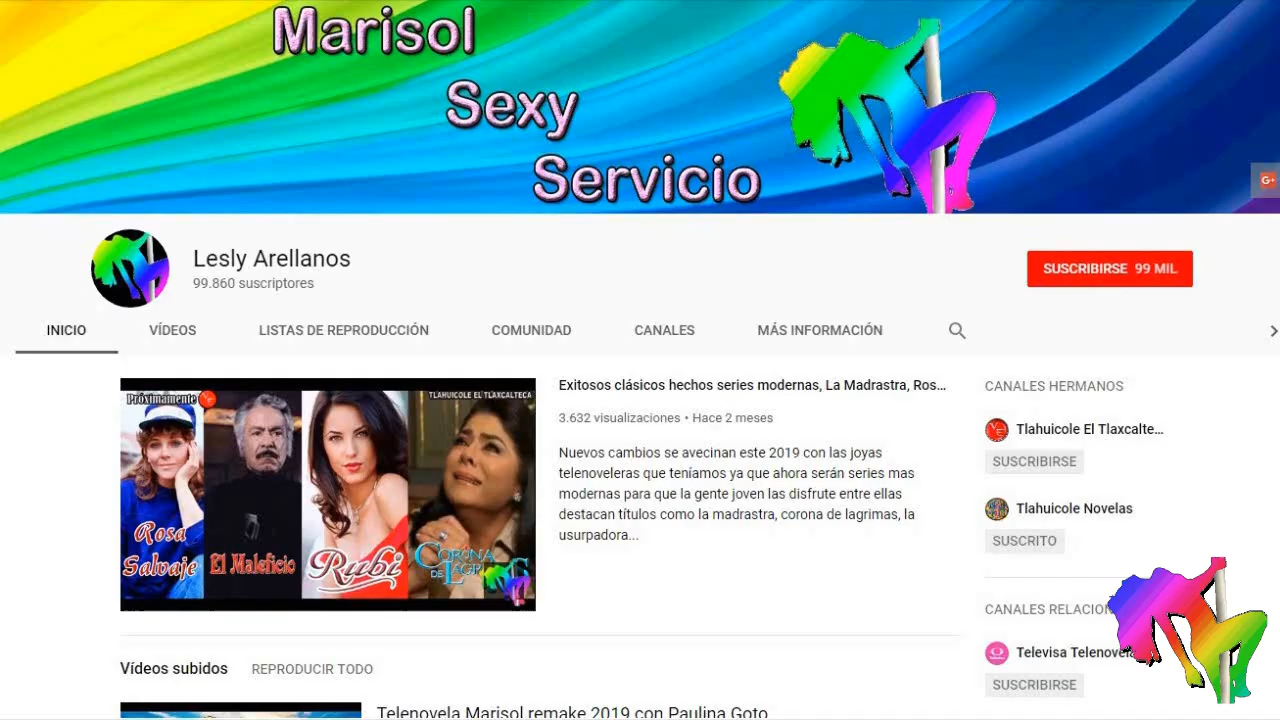 Marisol
Sexy
Servicio
G+
Lesly Arellanos
99.860 suscriptores
SUSCRIBIRSE 99 MIL
INICIO
VÍDEOS
LISTAS DE REPRODUCCIÓN
COMUNIDAD
CANALES
MÁS INFORMACIÓN
Próximamente
TLAHUICOLE EL TLAXCALTECA
Rosa
Salvaje
El Maleficio
Rubi
CORONA
DE
Exitosos clásicos hechos series modernas, La Madrastra, Ros...
3.632 visualizaciones • Hace 2 meses
Nuevos cambios se avecinan este 2019 con las joyas
telenoveleras que teníamos ya que ahora serán series mas
modernas para que la gente joven las disfrute entre ellas
destacan títulos como la madrastra, corona de lagrimas, la
usurpadora...
CANALES HERMANOS
Tlahuicole El Tlaxcalte...
SUSCRIBIRSE
Tlahuicole Novelas
SUSCRITO
CANALES RELACION
Televisa Telenovela
SUSCRIBIRSE
Vídeos subidos
REPRODUCIR TODO
Telenovela Marisol remake 2019 con Paulina Goto